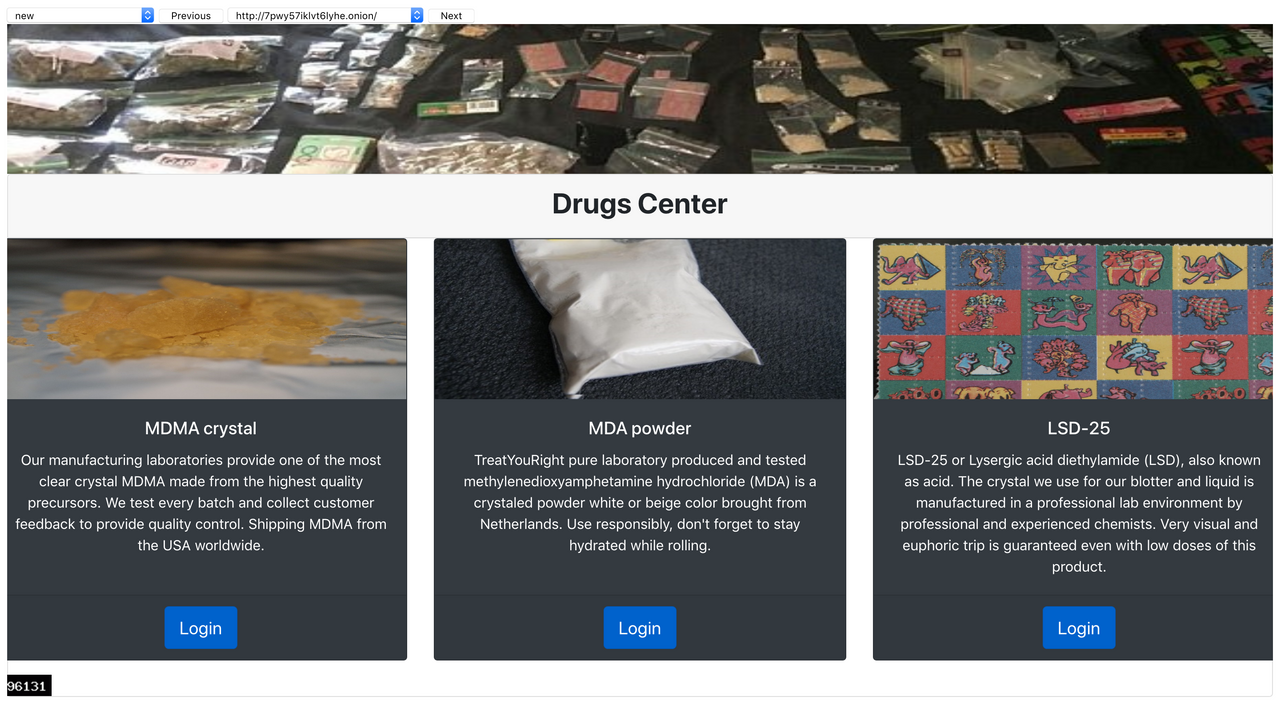 new
Previous
http://7pwy57iklvt6lyhe.onion/
Next
Drugs Center
MDMA crystal
Our manufacturing laboratories provide one of the most
clear crystal MDMA made from the highest quality
precursors. We test every batch and collect customer
feedback to provide quality control. Shipping MDMA from
the USA worldwide.
Login
MDA powder
TreatYouRight pure laboratory produced and tested
methylenedioxyamphetamine hydrochloride (MDA) is a
crystaled powder white or beige color brought from
Netherlands. Use responsibly, don't forget to stay
hydrated while rolling.
Login
LSD-25
LSD-25 or Lysergic acid diethylamide (LSD), also known
as acid. The crystal we use for our blotter and liquid is
manufactured in a professional lab environment by
professional and experienced chemists. Very visual and
euphoric trip is guaranteed even with low doses of this
product.
Login
96131